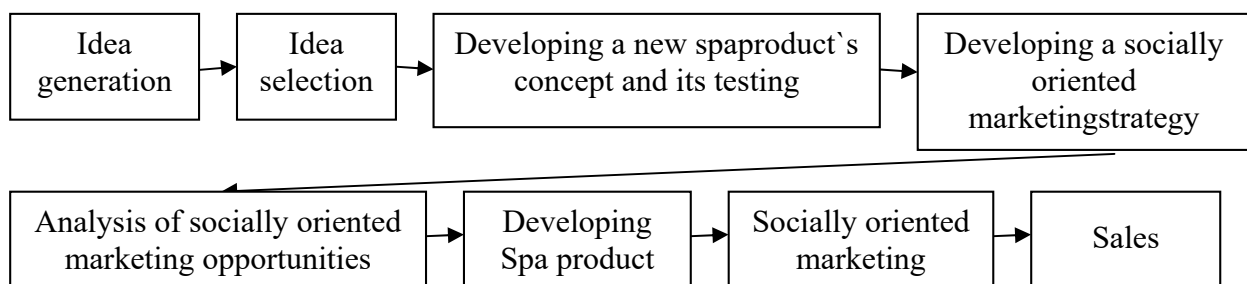 Idea
generation
Idea
selection
Developing a new spaproduct`s
concept and its testing
Developing a socially
oriented
marketingstrategy
Analysis of socially oriented
marketing opportunities
Developing
Spa product
Socially oriented
marketing
Sales